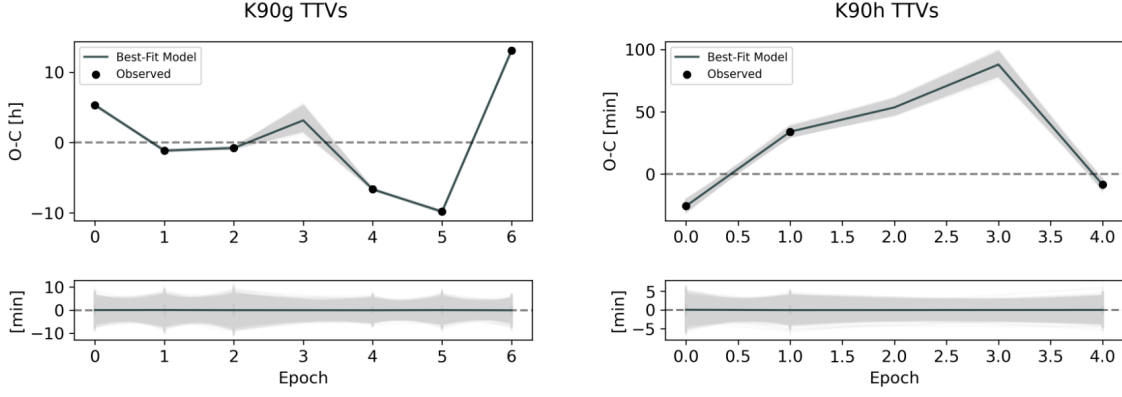 K90g TTVs
O-C [h]
10
0
−10
Best-Fit Model
Observed
0 1 2 3 4 5 6
[min]
10
0
−10
0 1 2 3 4 5 6
Epoch
K90h TTVs
O-C [min]
100
50
0
Best-Fit Model
Observed
0.0 0.5 1.0 1.5 2.0 2.5 3.0 3.5 4.0
[min]
5
0
−5
0.0 0.5 1.0 1.5 2.0 2.5 3.0 3.5 4.0
Epoch